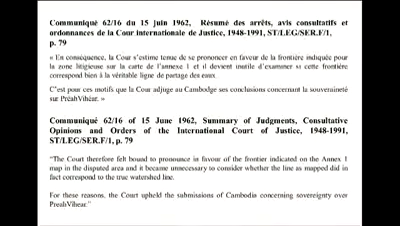 Communiqué 62/16 du 15 juin 1962, Résumé des arrêts, avis consultatifs et
ordonnances de la Cour internationale de Justice, 1948-1991, ST/LEG/SER.F/1,
p. 79
« En conséquence, la Cour s'estime tenue de se prononcer en faveur de la frontière indiquée pour
la zone litigieuse sur la carte de l'annexe 1 et il devient inutile d'examiner si cette frontière
correspond bien à la véritable ligne de partage des eaux.
C'est pour ces motifs que la Cour adjuge au Cambodge ses conclusions concernant la souveraineté
sur PréahVihéar. »
Communiqué 62/16 of 15 June 1962, Summary of Judgments, Consultative
Opinions and Orders of the International Court of Justice, 1948-1991,
ST/LEG/SER.F/1, p. 79
"The Court therefore felt bound to pronounce in favour of the frontier indicated on the Annex 1
map in the disputed area and it became unnecessary to consider whether the line as mapped did in
fact correspond to the true watershed line.
For these reasons, the Court upheld the submissions of Cambodia concerning sovereignty over
PreahVihear."